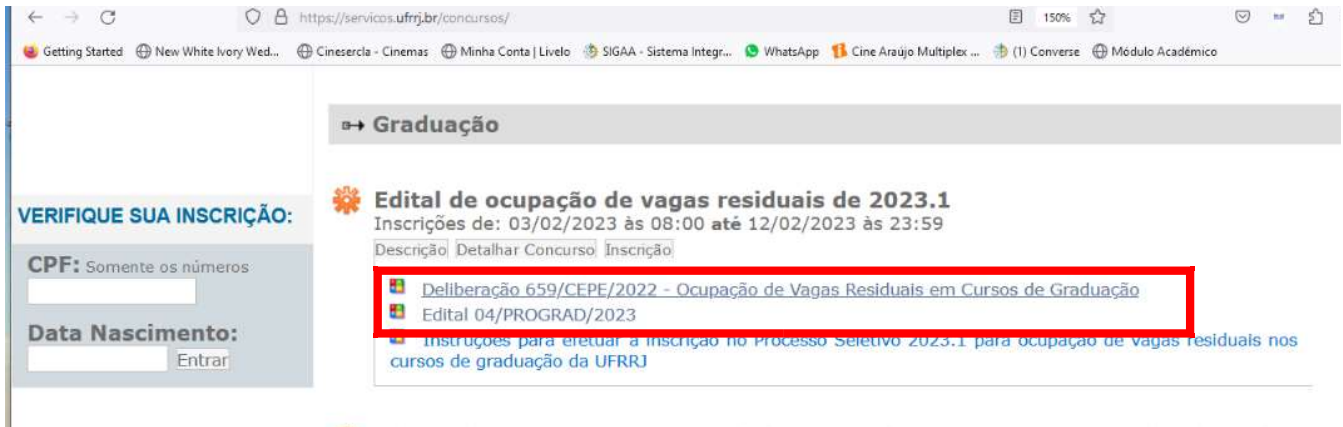 https://servicos.ufrrj.br/concursos/
150%
Getting Started New White Ivory Wed... Cinesercla - Cinemas Minha Conta | Livelo SIGAA - Sistema Integr... WhatsApp Cine Araújo Multiplex ... (1) Converse Módulo Acadêmico
Graduação
Edital de ocupação de vagas residuais de 2023.1
Inscrições de: 03/02/2023 às 08:00 até 12/02/2023 às 23:59
Descrição Detalhar Concurso Inscrição
Deliberação 659/CEPE/2022 - Ocupação de Vagas Residuais em Cursos de Graduação
Edital 04/PROGRAD/2023
Instruções para efetuar a inscrição no Processo Seletivo 2023.1 para ocupação de vagas residuais nos
cursos de graduação da UFRRJ
VERIFIQUE SUA INSCRIÇÃO:
CPF: Somente os números
Data Nascimento:
Entrar